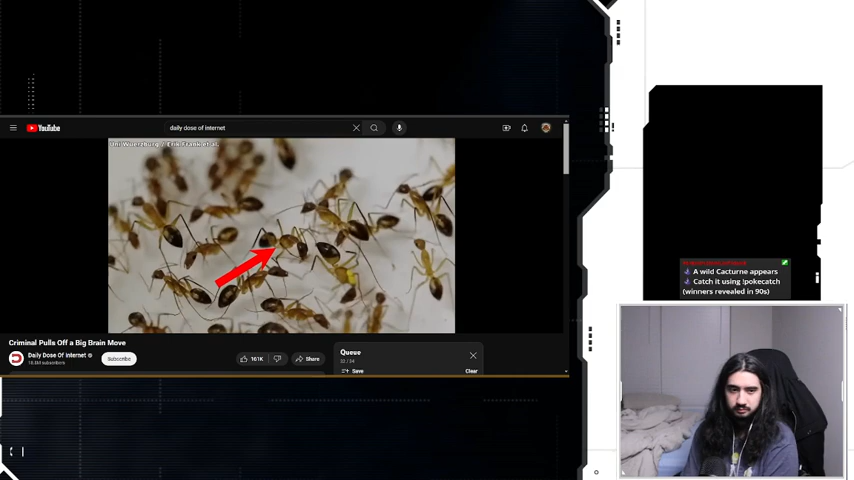 YouTube
daily dose of internet
Uni Wuerzburg / Erik Frank et al.
Criminal Pulls Off a Big Brain Move
Daily Dose Of Internet
Subscribe
161K
Share
Queue
Save
Clear
A wild Cacturne appears
Catch it using !pokecatch
(winners revealed in 90s)